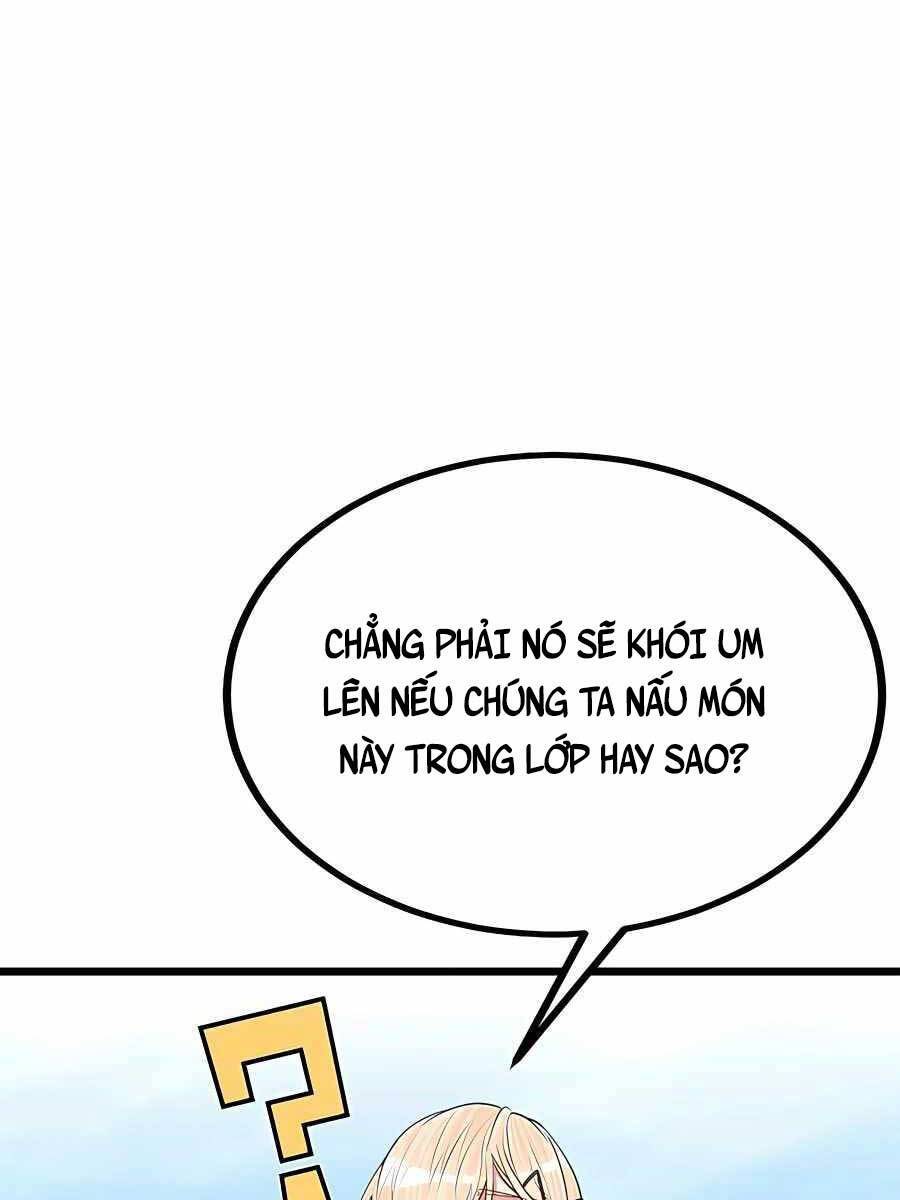 CHẲNG PHẢI NÓ SẼ KHÓI UM
LÊN NẾU CHÚNG TA NẤU MÓN
NÀY TRONG LỚP HAY SAO?
?